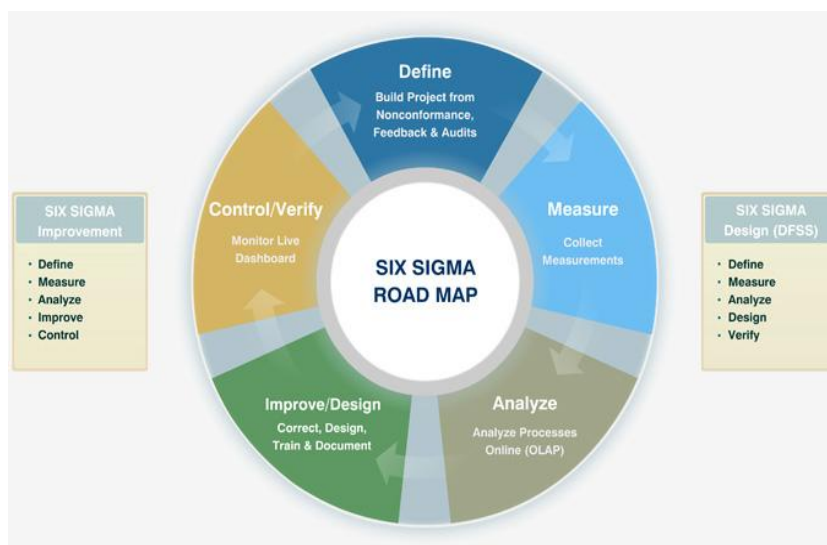 Define
Build Project from
Nonconformance,
Feedback & Audits
Measure
Collect
Measurements
Analyze
Analyze Processes
Online (OLAP)
Improve/Design
Correct, Design,
Train & Document
Control/Verify
Monitor Live
Dashboard
SIX SIGMA
ROAD MAP
SIX SIGMA
Improvement
• Define
• Measure
• Analyze
• Improve
• Control
SIX SIGMA
Design (DFSS)
• Define
• Measure
• Analyze
• Design
• Verify